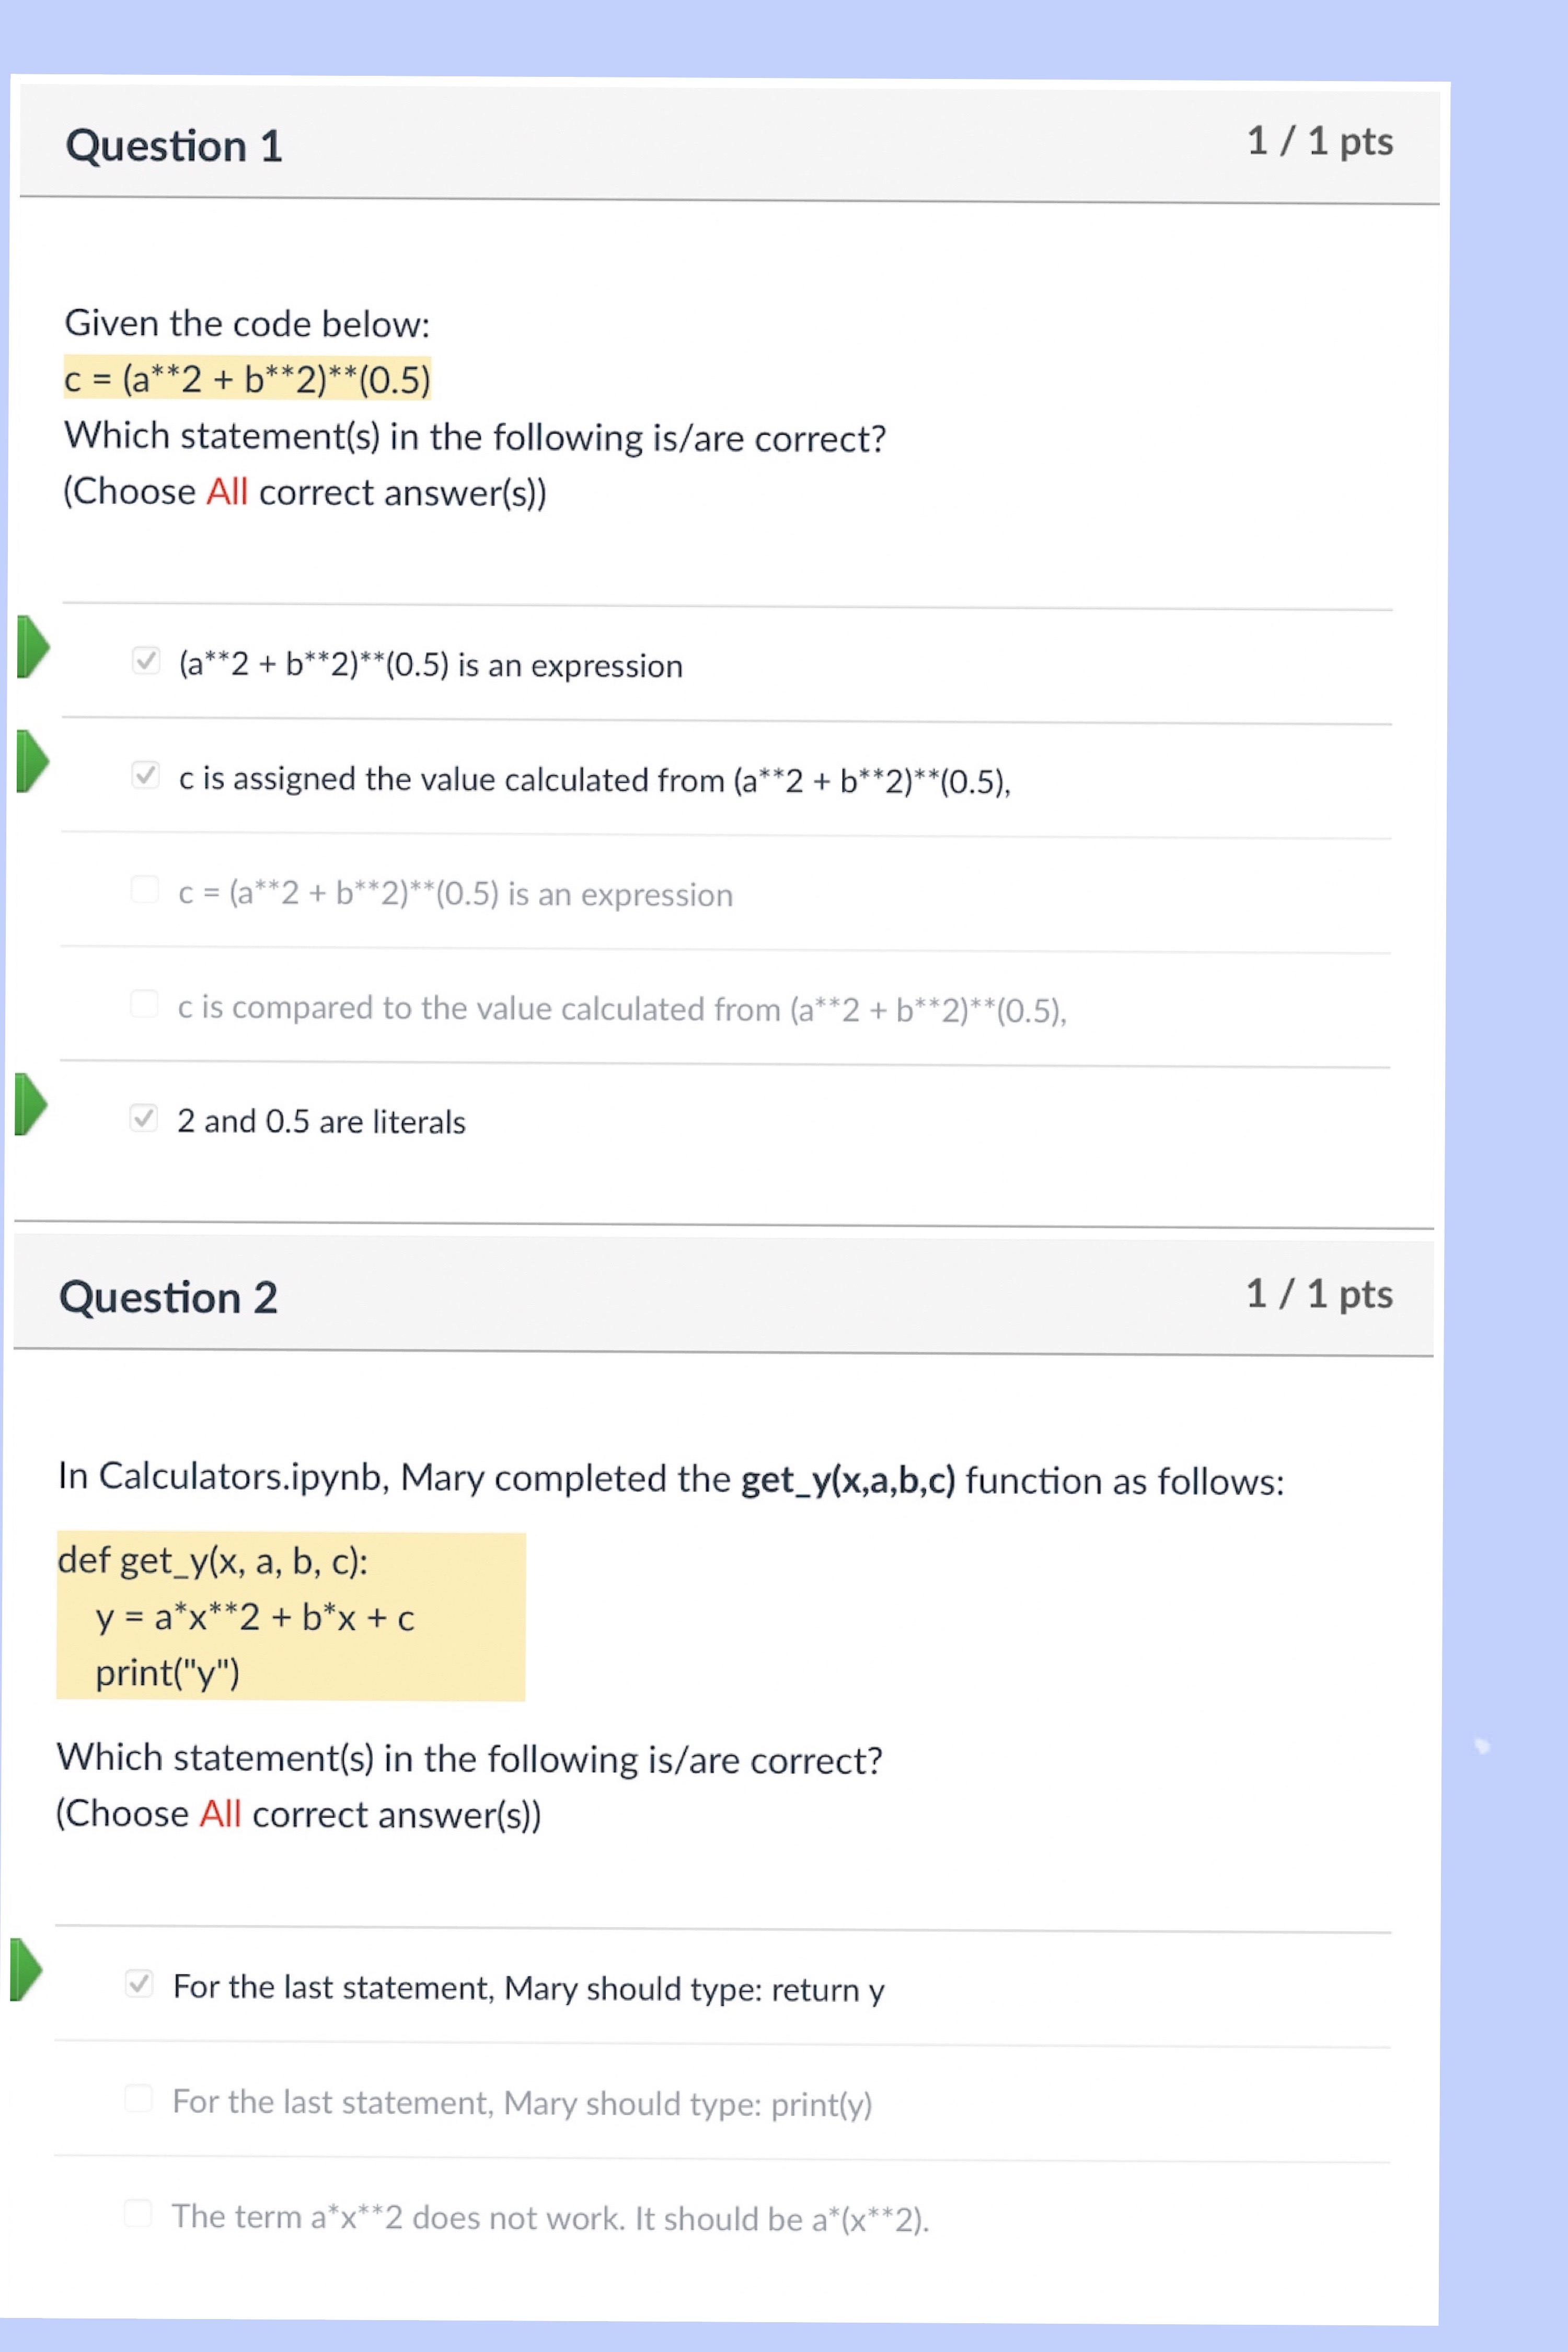 Question 1
1 / 1 pts
Given the code below:
c = (a**2 + b**2)**(0.5)
Which statement(s) in the following is/are correct?
(Choose All correct answer(s))
(a**2 + b**2)**(0.5) is an expression
c is assigned the value calculated from (a**2 + b**2)**(0.5),
c = (a**2 + b**2)**(0.5) is an expression
c is compared to the value calculated from (a**2 + b**2)**(0.5),
2 and 0.5 are literals
Question 2
1 / 1 pts
In Calculators.ipynb, Mary completed the get_y(x,a,b,c) function as follows:
def get_y(x, a, b, c):
y = a*x**2 + b*x + c
print("y")
Which statement(s) in the following is/are correct?
(Choose All correct answer(s))
For the last statement, Mary should type: return y
For the last statement, Mary should type: print(y)
The term a*x**2 does not work. It should be a*(x**2).